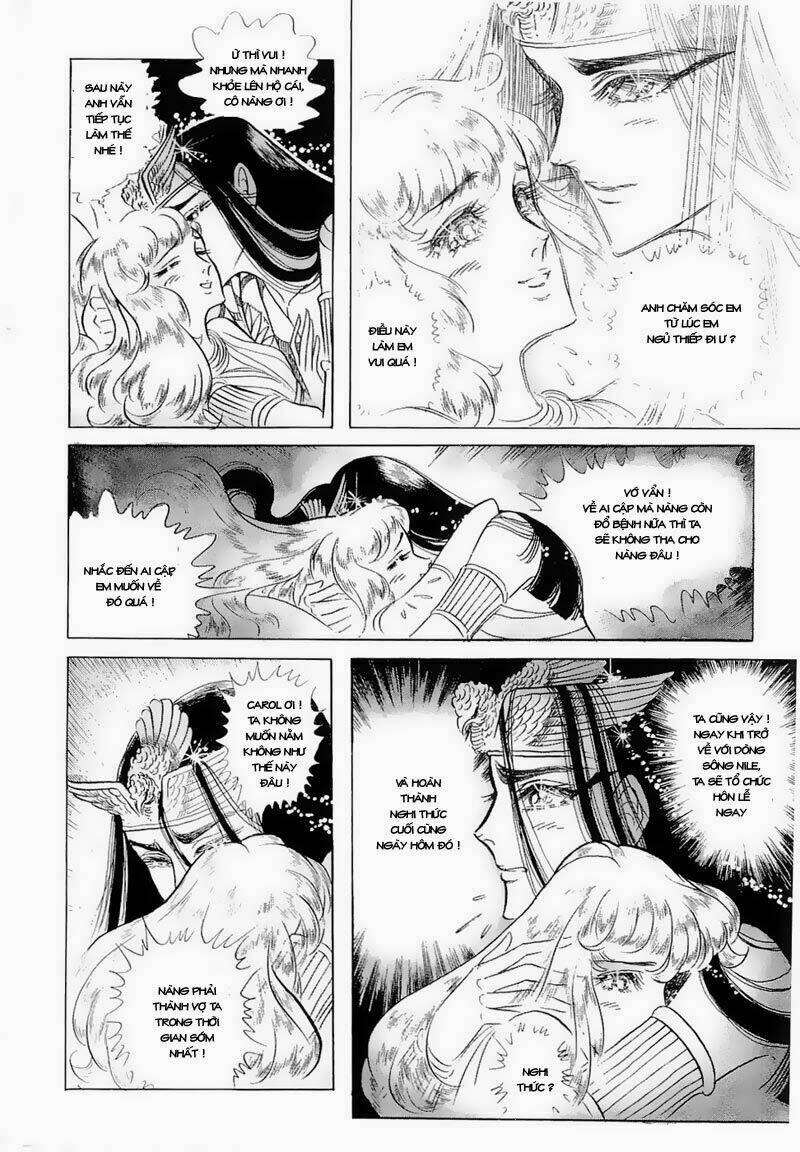 ANH CHĂM SÓC EM
TỪ LÚC EM
NGỦ THIẾP ĐI Ư ?
ĐIỀU NÀY
LÀM EM
VUI QUÁ !
Ừ THÌ VUI !
NHƯNG MÀ NHANH
KHỎE LÊN HỘ CÁI,
CÔ NÀNG ƠI !
SAU NÀY
ANH VẪN
TIẾP TỤC
LÀM THẾ
NHÉ !
VỚ VẨN !
VỀ AI CẬP MÀ NÀNG CÒN
ĐỔ BỆNH NỮA THÌ TA
SẼ KHÔNG THA CHO
NÀNG ĐÂU !
NHẮC ĐẾN AI CẬP
EM MUỐN VỀ
ĐÓ QUÁ !
TA CŨNG VẬY !
NGAY KHI TRỞ
VỀ VỚI DÒNG
SÔNG NILE,
TA SẼ TỔ CHỨC
HÔN LỄ
NGAY
VÀ HOÀN
THÀNH
NGHI THỨC
CUỐI CÙNG
NGÀY HÔM ĐÓ !
NGHI
THỨC ?
CAROL ƠI !
TA KHÔNG
MUỐN NẰM
KHÔNG NHƯ
THẾ NÀY
ĐÂU !
NÀNG PHẢI
THÀNH VỢ TA
TRONG THỜI
GIAN SỚM
NHẤT !